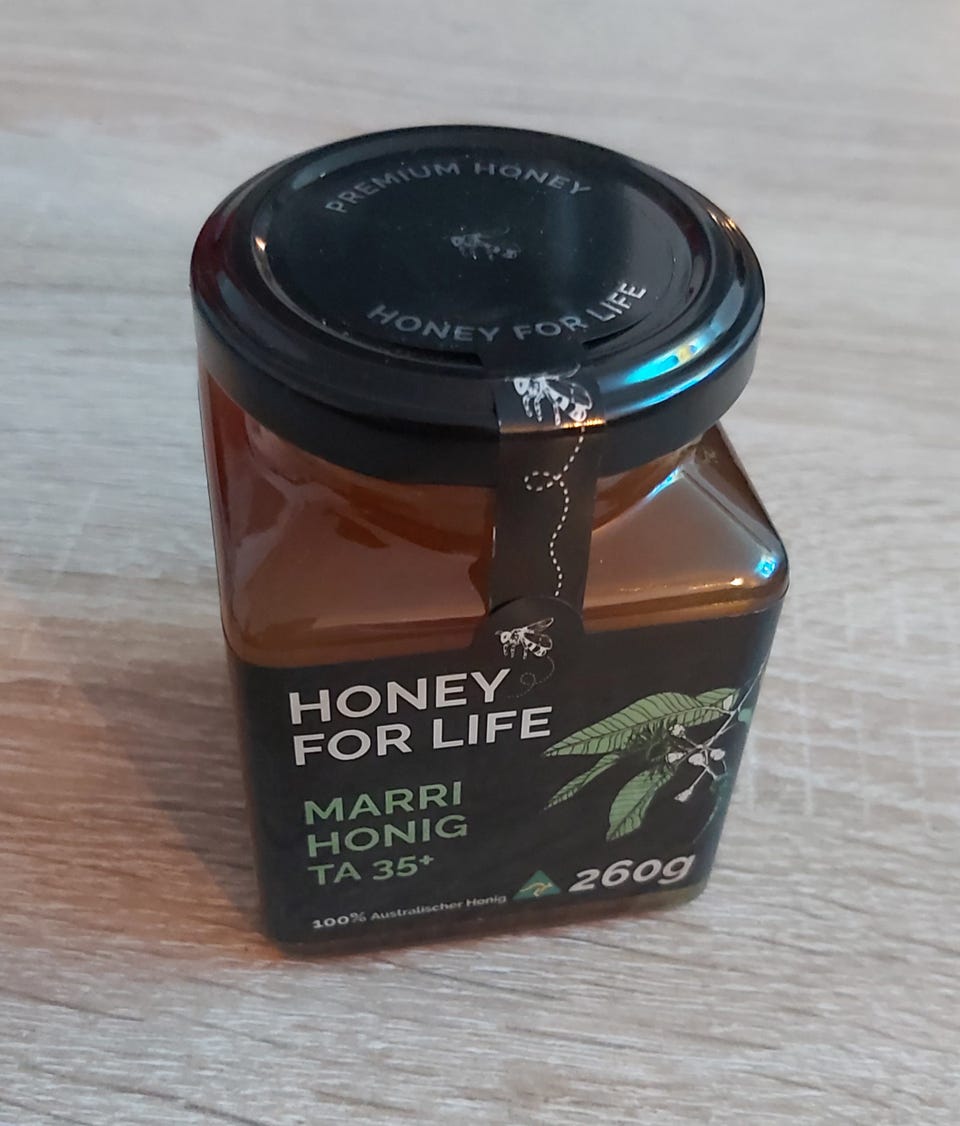 PREMIUM HONEY
HONEY FOR LIFE
HONEY
FOR LIFE
MARRI
HONIG
TA 35+
100% Australischer Honig
260g